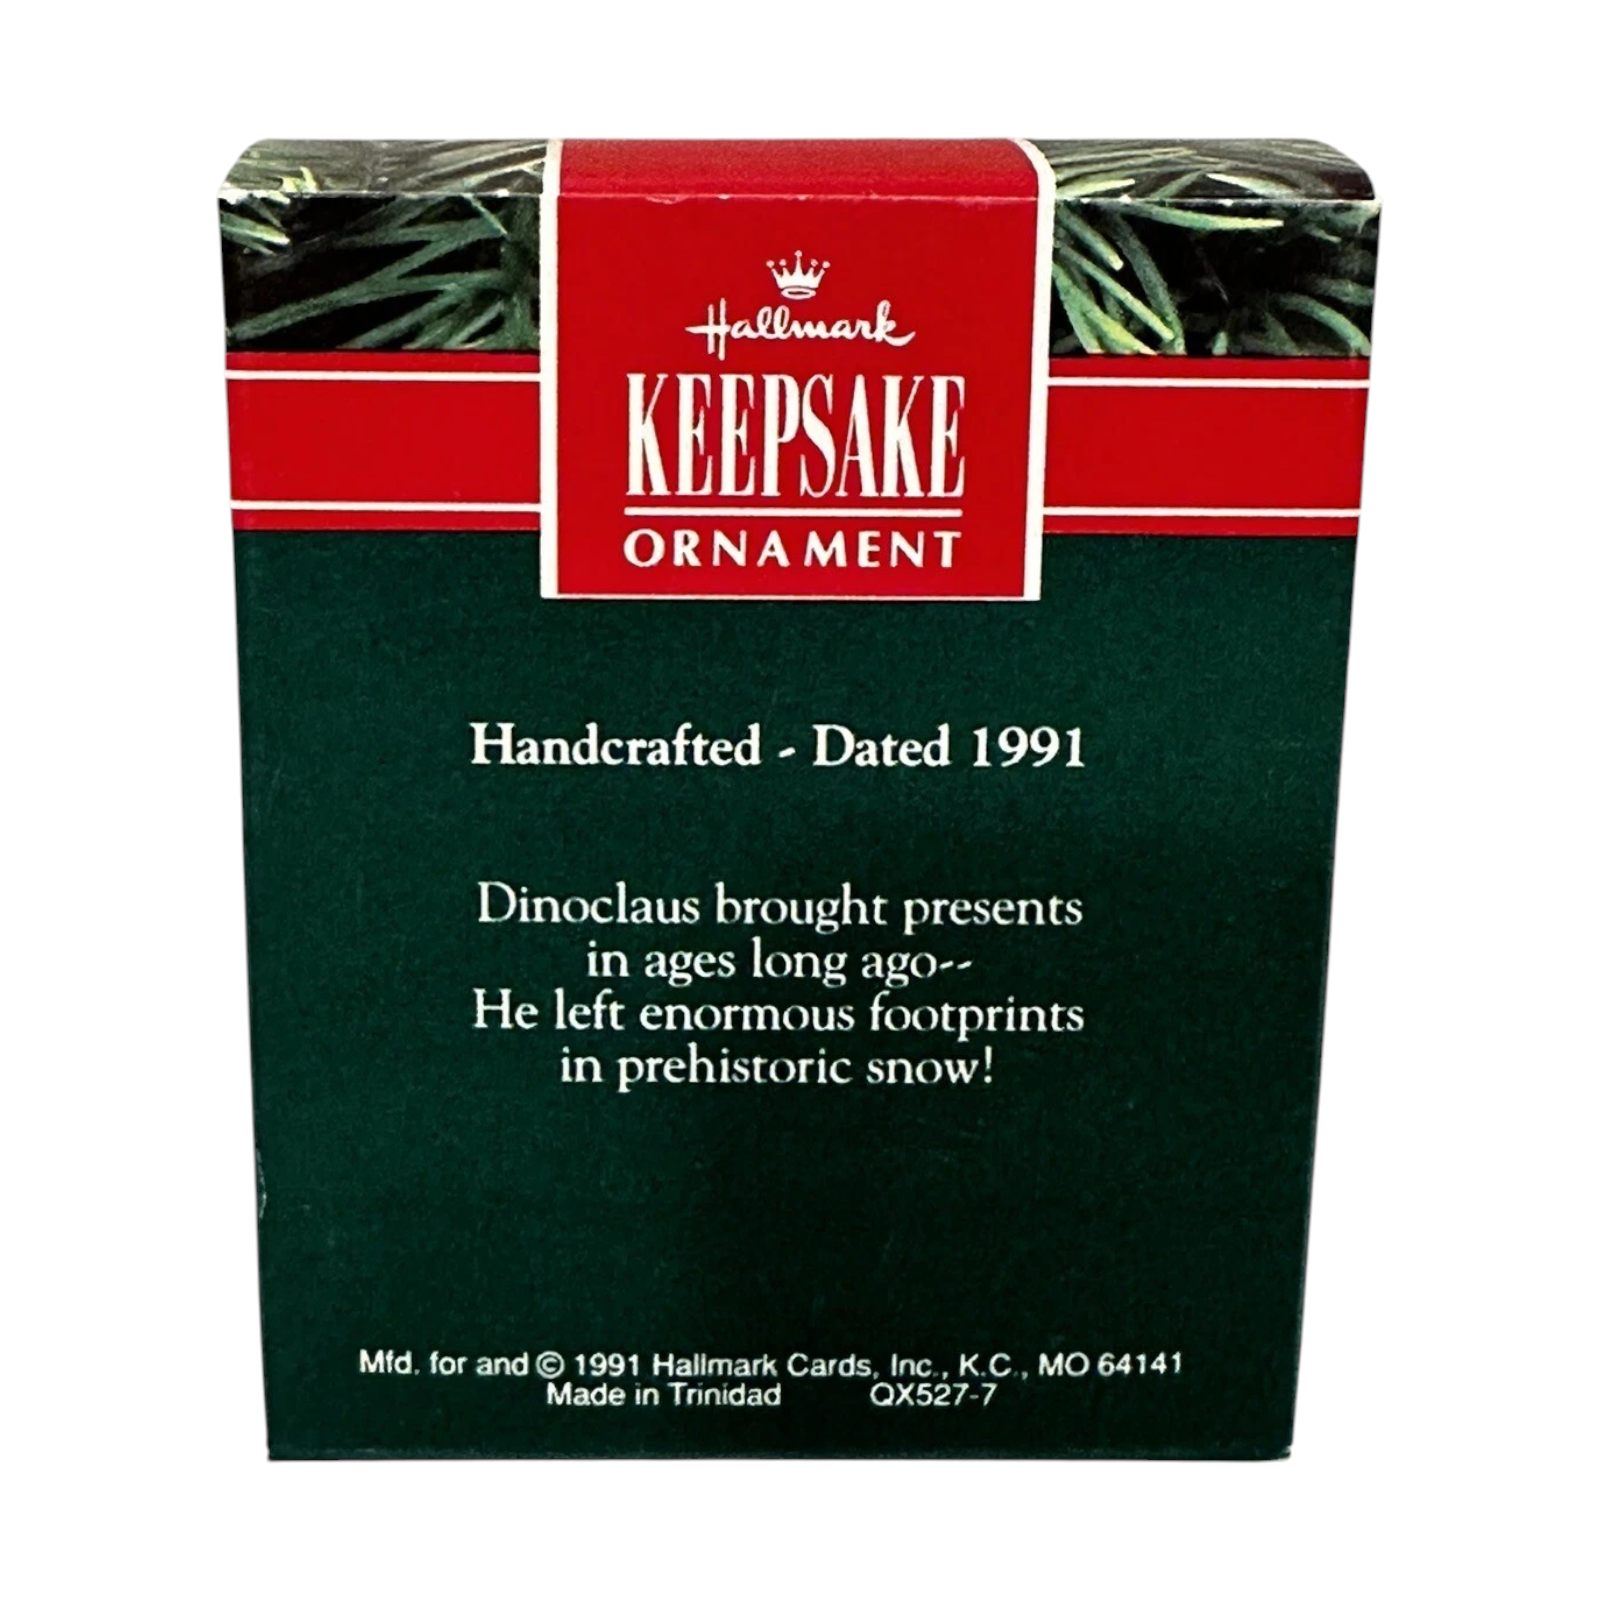 Hallmark
KEEPSAKE
ORNAMENT
Handcrafted - Dated 1991
Dinoclaus brought presents
in ages long ago--
He left enormous footprints
in prehistoric snow!
Mfd. for and © 1991 Hallmark Cards, Inc., K.C., MO 64141
Made in Trinidad QX527-7